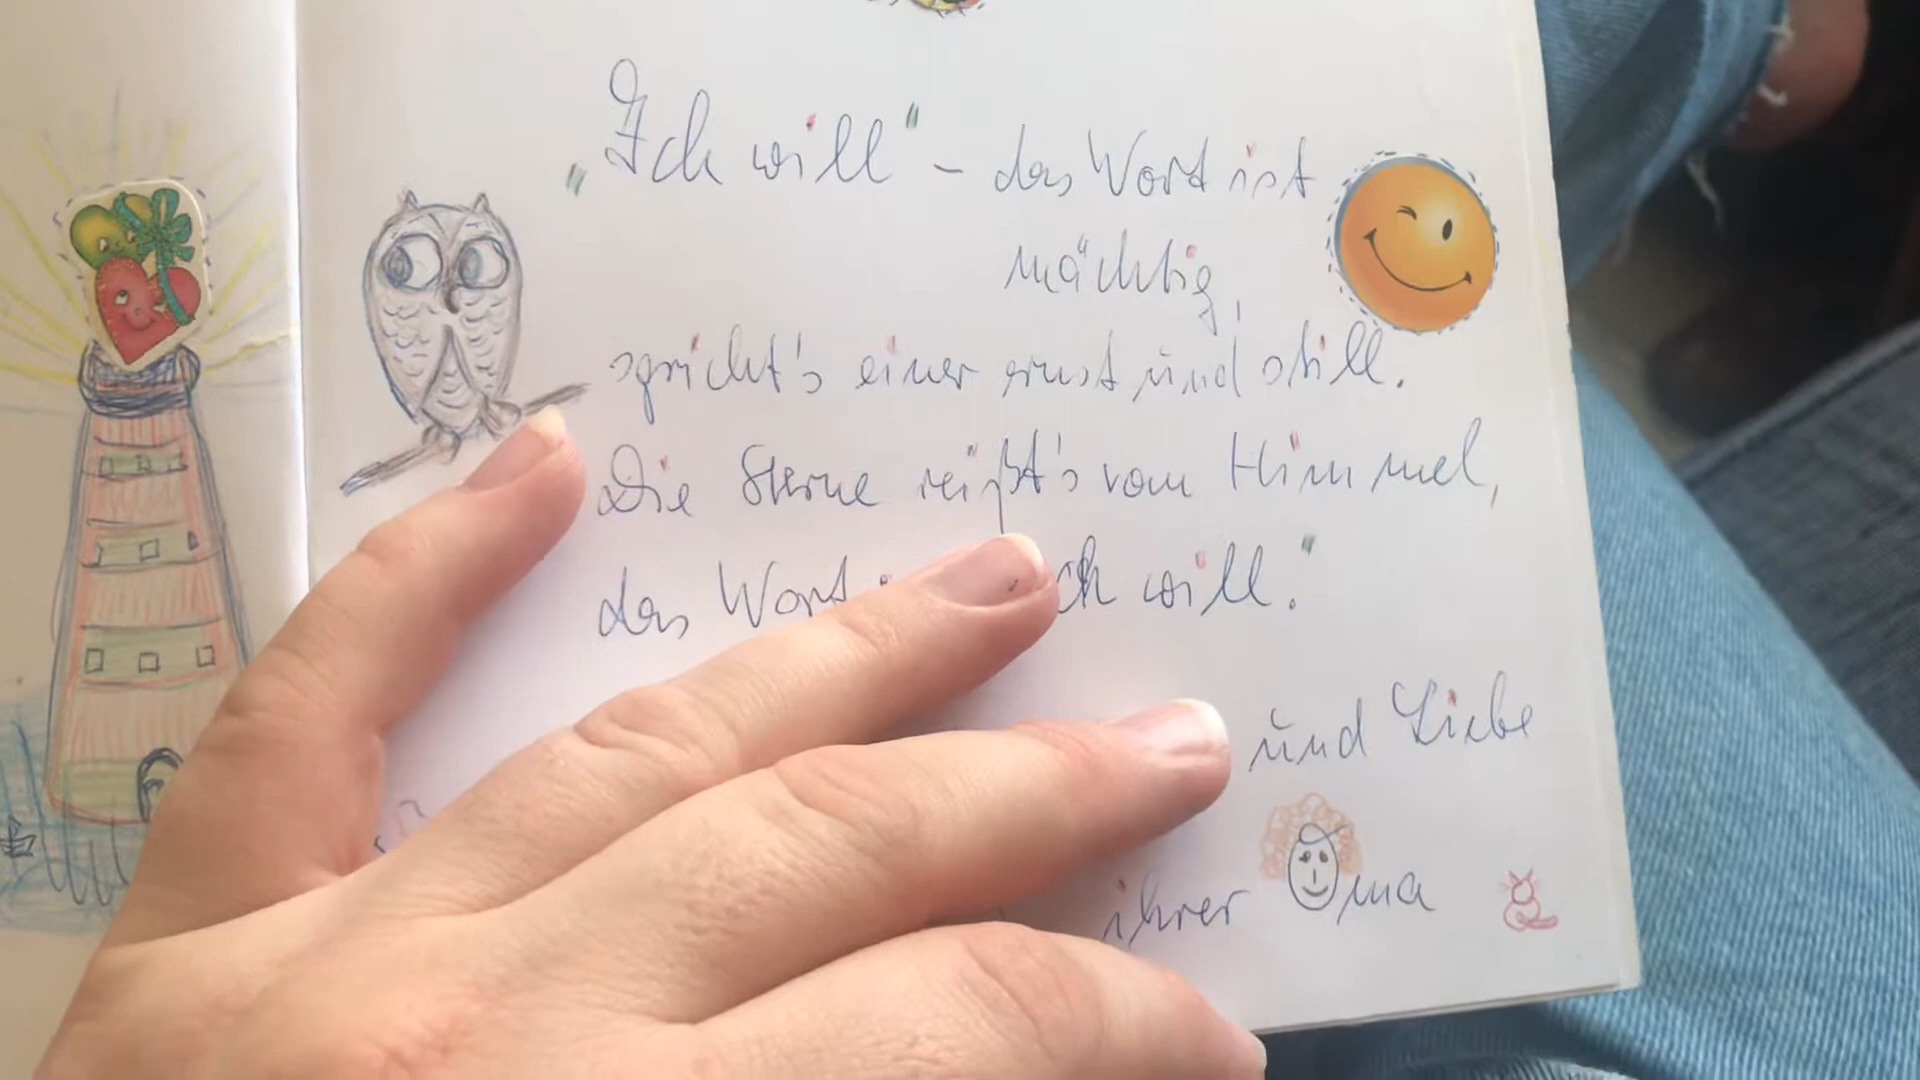 „Ich will" - das Wort ist
mächtig,
spricht's einer ernst und still.
Die Sterne reißt's vom Himmel,
das Wort will."
und Liebe
ihrer Oma